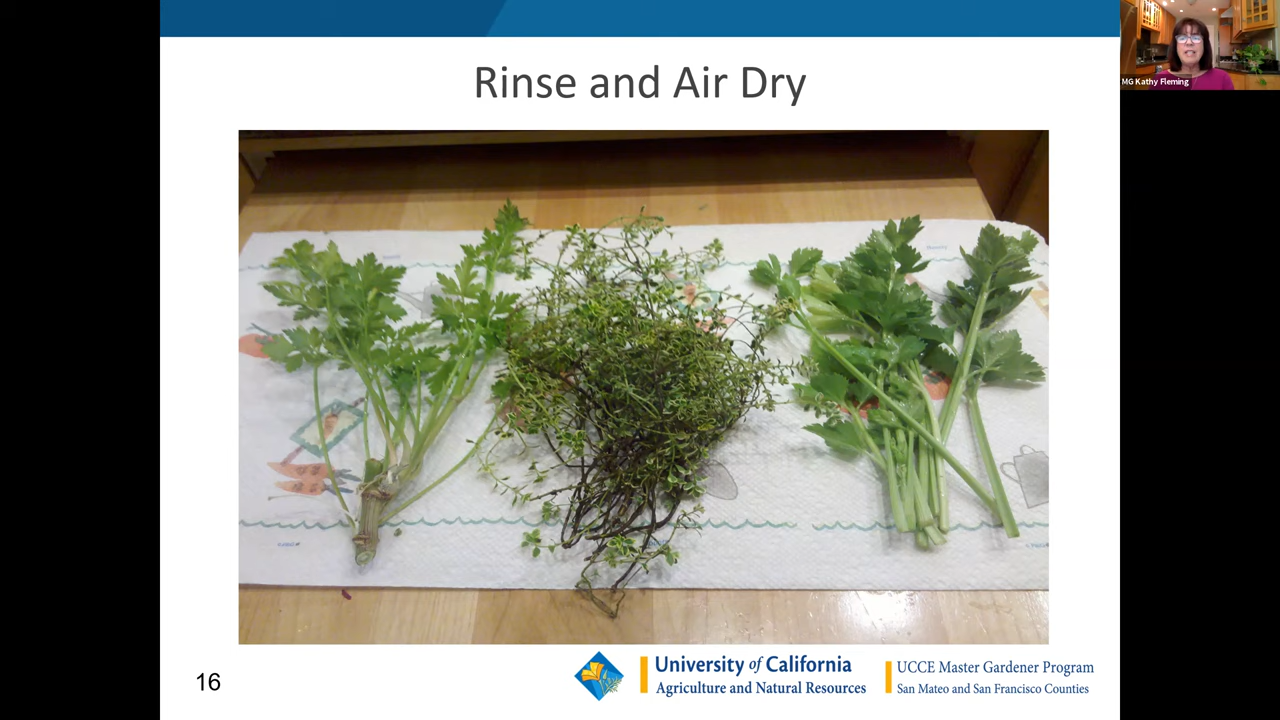 Rinse and Air Dry
MG Kathy Fleming
16
University of California
Agriculture and Natural Resources
UCCE Master Gardener Program
San Mateo and San Francisco Counties